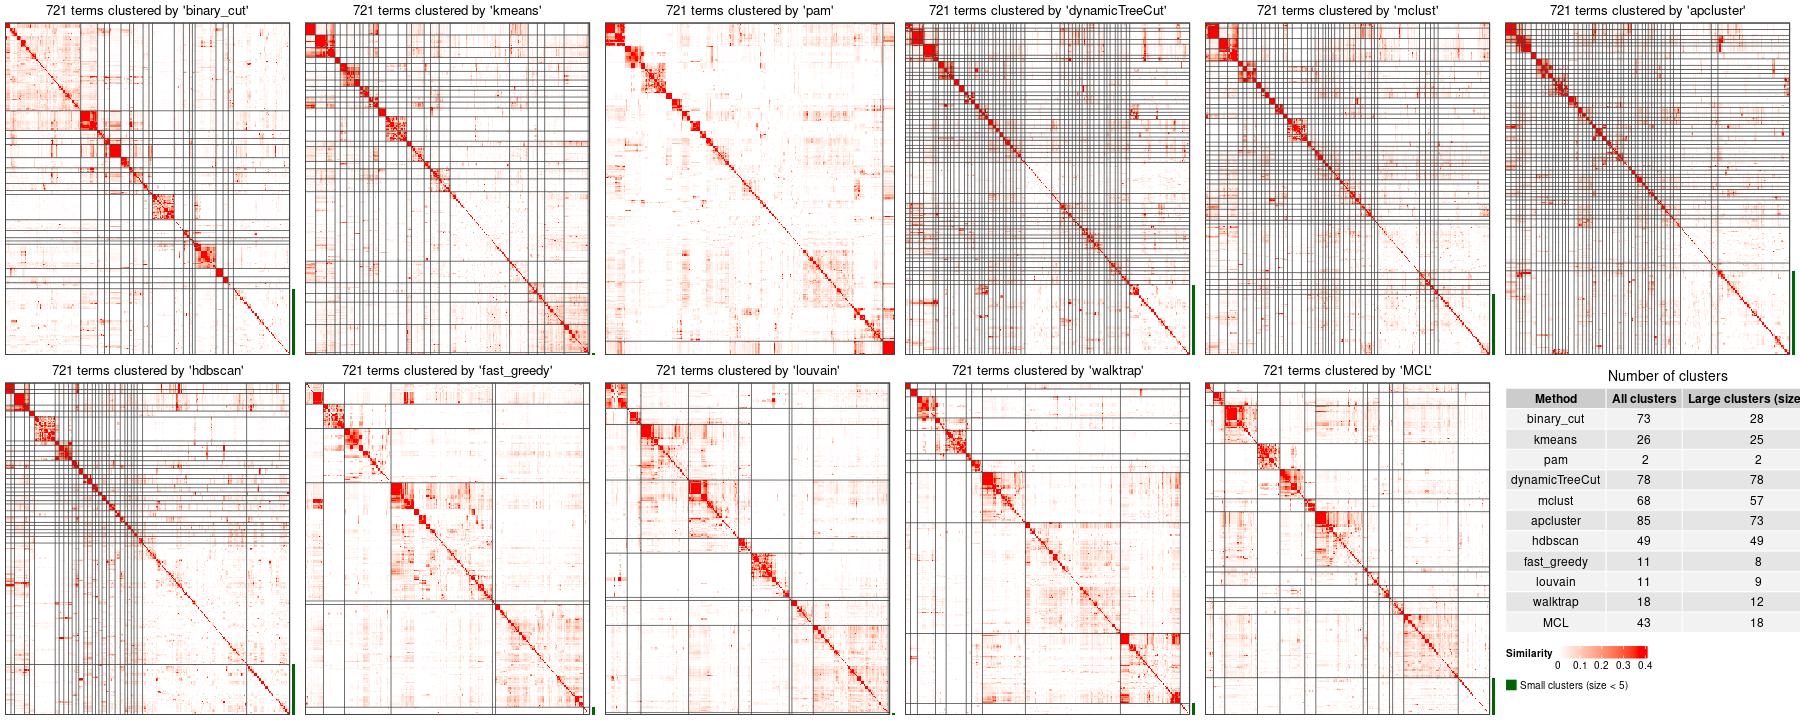 721 terms clustered by 'binary_cut'
721 terms clustered by 'kmeans'
721 terms clustered by 'pam'
721 terms clustered by 'dynamicTreeCut'
721 terms clustered by 'mclust'
721 terms clustered by 'apcluster'
721 terms clustered by 'hdbscan'
721 terms clustered by 'fast_greedy'
721 terms clustered by 'louvain'
721 terms clustered by 'walktrap'
721 terms clustered by 'MCL'
Number of clusters
Method All clusters Large clusters (size
binary_cut 73 28
kmeans 26 25
pam 2 2
dynamicTreeCut 78 78
mclust 68 57
apcluster 85 73
hdbscan 49 49
fast_greedy 11 8
louvain 11 9
walktrap 18 12
MCL 43 18
Similarity
0 0.1 0.2 0.3 0.4
Small clusters (size < 5)